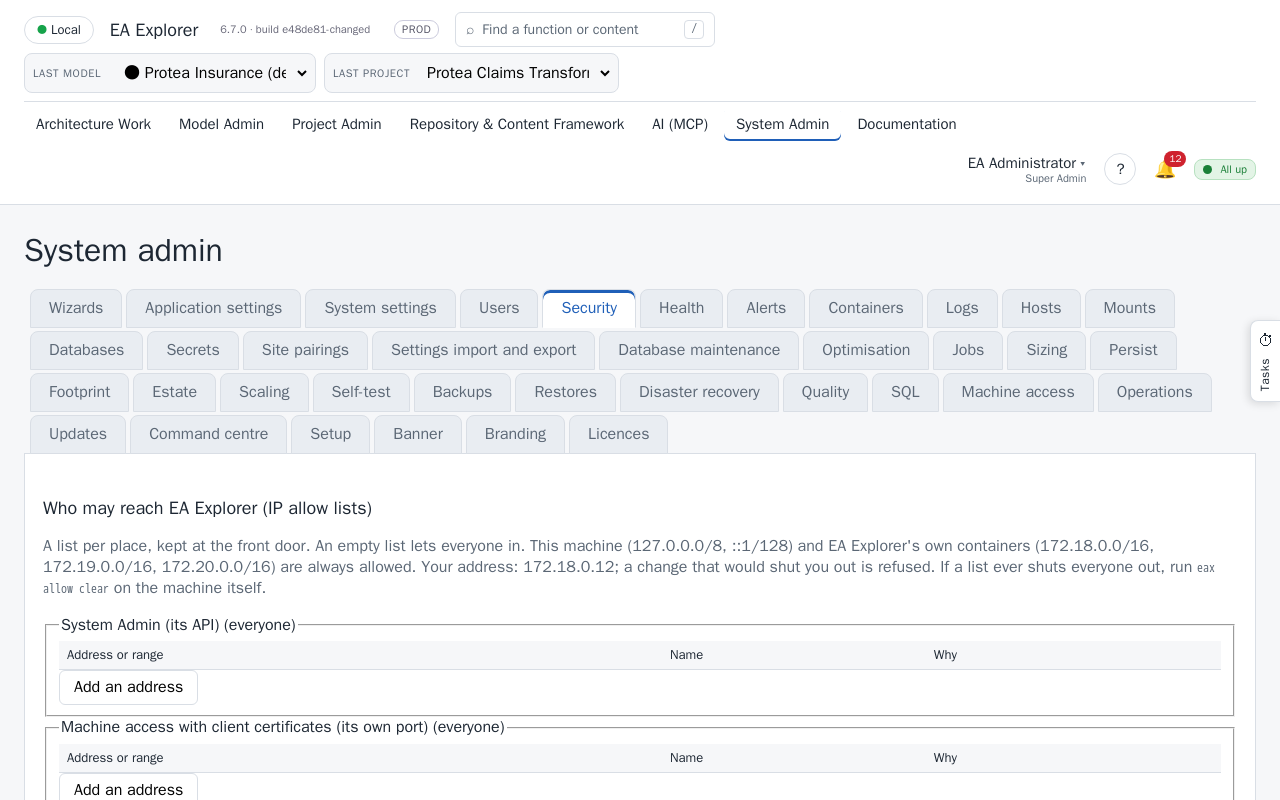 Local
EA Explorer
6.7.0 · build e48de81-changed
PROD
Find a function or content
/
LAST MODEL
Protea Insurance (de
LAST PROJECT
Protea Claims Transfor
Architecture Work
Model Admin
Project Admin
Repository & Content Framework
AI (MCP)
System Admin
Documentation
EA Administrator
Super Admin
?
12
All up
System admin
Wizards
Application settings
System settings
Users
Security
Health
Alerts
Containers
Logs
Hosts
Mounts
Databases
Secrets
Site pairings
Settings import and export
Database maintenance
Optimisation
Jobs
Sizing
Persist
Footprint
Estate
Scaling
Self-test
Backups
Restores
Disaster recovery
Quality
SQL
Machine access
Operations
Updates
Command centre
Setup
Banner
Branding
Licences
Tasks
Who may reach EA Explorer (IP allow lists)
A list per place, kept at the front door. An empty list lets everyone in. This machine (127.0.0.0/8, ::1/128) and EA Explorer's own containers (172.18.0.0/16,
172.19.0.0/16, 172.20.0.0/16) are always allowed. Your address: 172.18.0.12; a change that would shut you out is refused. If a list ever shuts everyone out, run eax
allow clear on the machine itself.
System Admin (its API) (everyone)
Address or range
Name
Why
Add an address
Machine access with client certificates (its own port) (everyone)
Address or range
Name
Why
Add an address